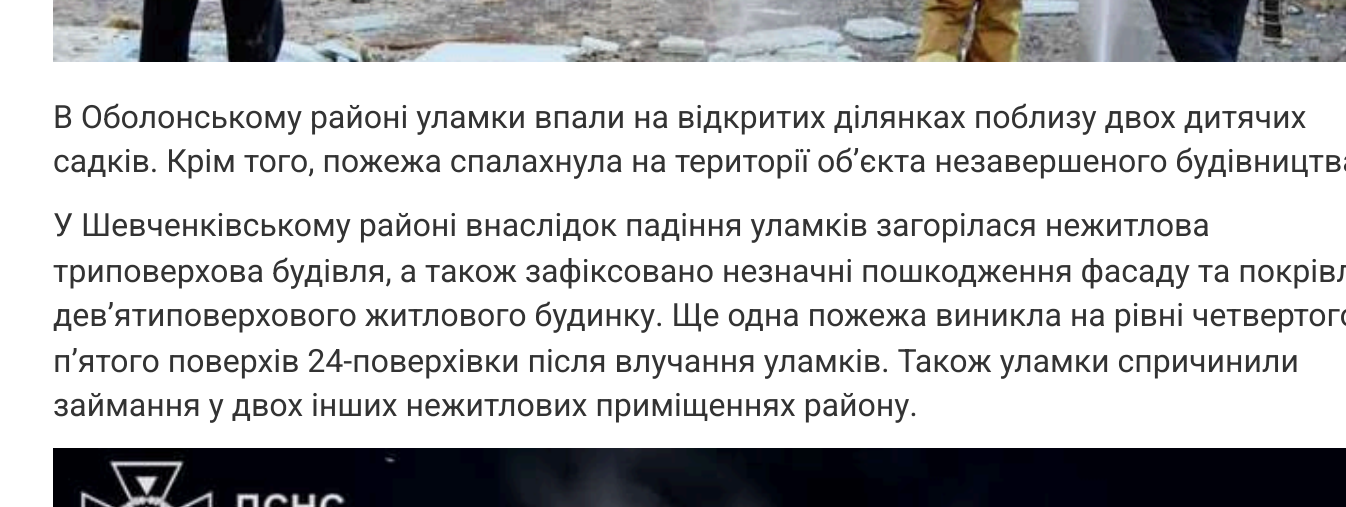 В Оболонському районі уламки впали на відкритих ділянках поблизу двох дитячих
садків. Крім того, пожежа спалахнула на території об’єкта незавершеного будівництва
У Шевченківському районі внаслідок падіння уламків загорілася нежитлова
триповерхова будівля, а також зафіксовано незначні пошкодження фасаду та
дев’ятиповерхового житлового будинку. Ще одна пожежа виникла на рівні четвертого
п’ятого поверхів 24-поверхівки після влучання уламків. Також уламки спричинили
займання у двох інших нежитлових приміщеннях району.
ДСНС